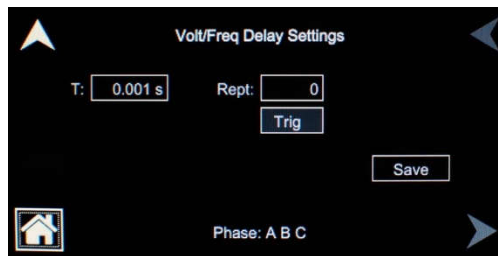 Volt/Freq Delay Settings
T: 0.001 s Rept: 0
Trig
Save
Phase: A B C